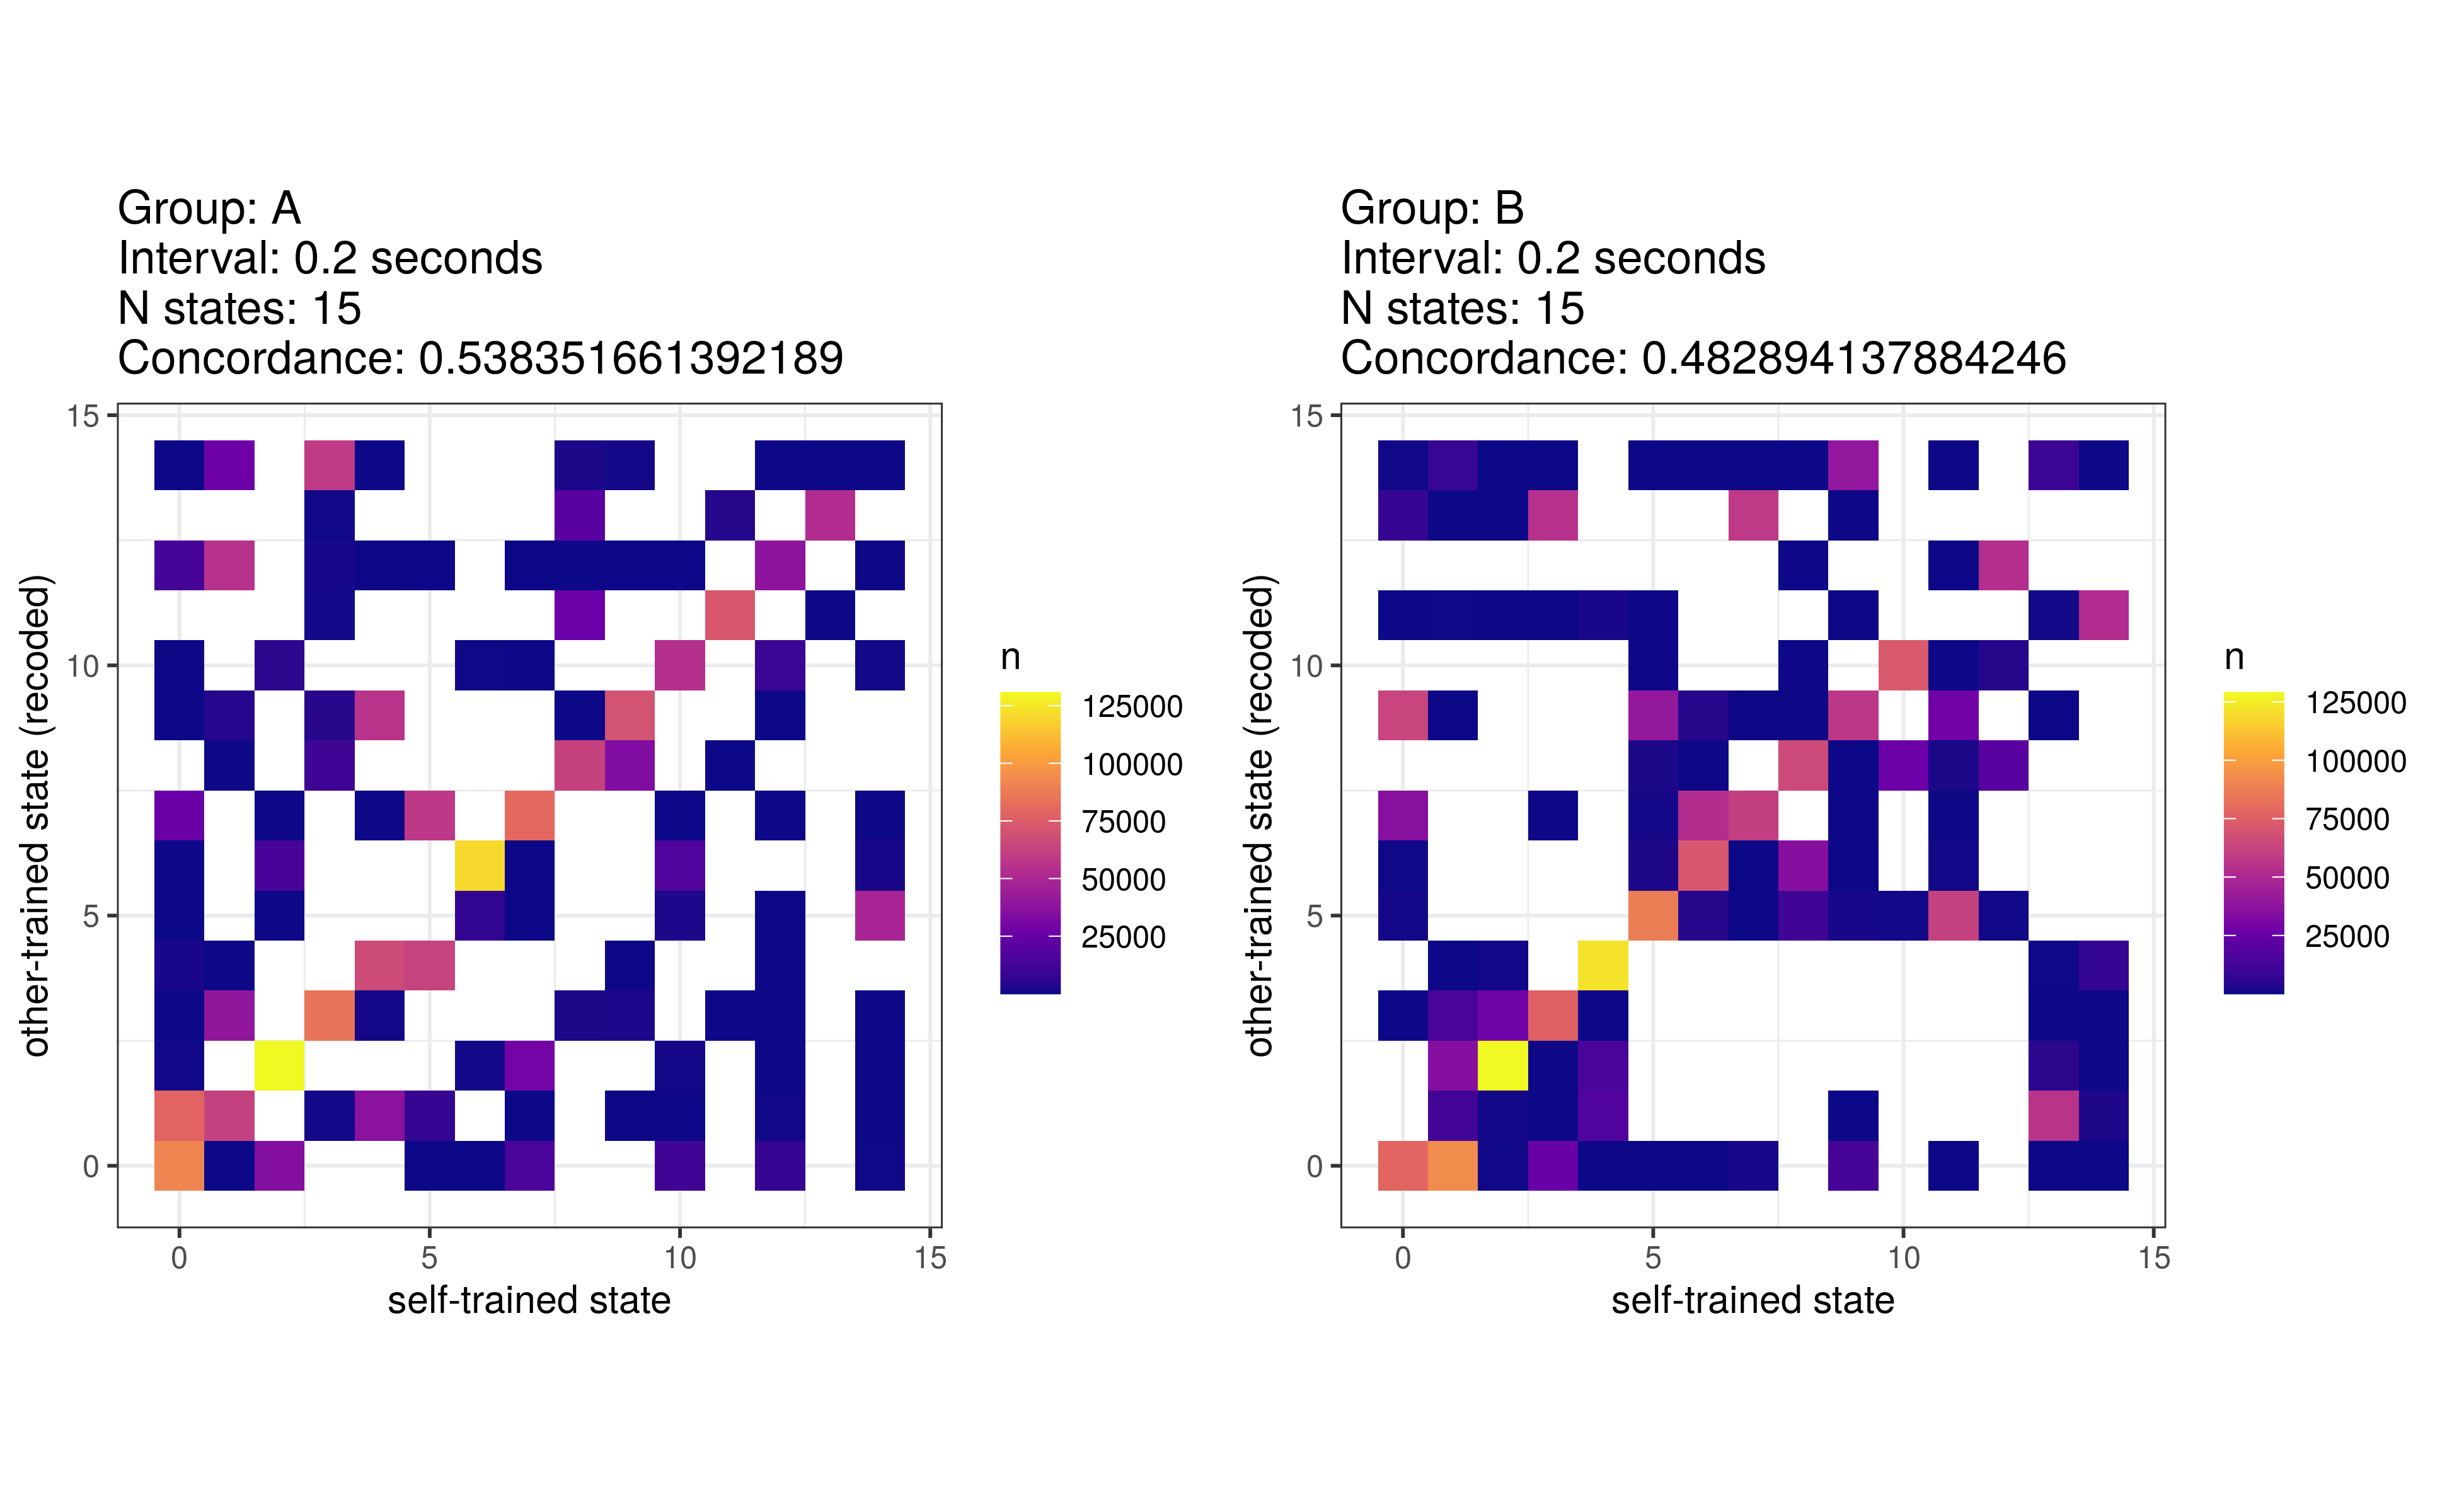 Group: A
Interval: 0.2 seconds
N states: 15
Concordance: 0.538351661392189
15
10
5
0
other-trained state (recoded)
0 5 10 15
self-trained state
n
125000
100000
75000
50000
25000
Group: B
Interval: 0.2 seconds
N states: 15
Concordance: 0.482894137884246
15
10
5
0
other-trained state (recoded)
0 5 10 15
self-trained state
n
125000
100000
75000
50000
25000